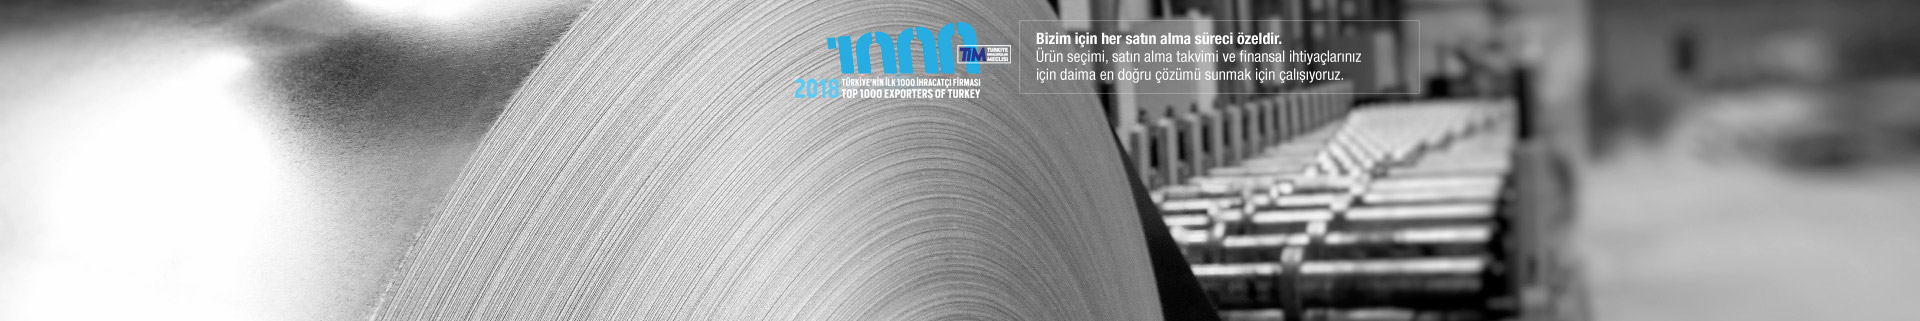 1000
TİM TÜRKİYE
İHRACATÇILAR
MECLİSİ
2018 TÜRKİYE'NİN İLK 1000 İHRACATÇI FİRMASI
TOP 1000 EXPORTERS OF TURKEY
Bizim için her satın alma süreci özeldir.
Ürün seçimi, satın alma takvimi ve finansal ihtiyaçlarınız
için daima en doğru çözümü sunmak için çalışıyoruz.